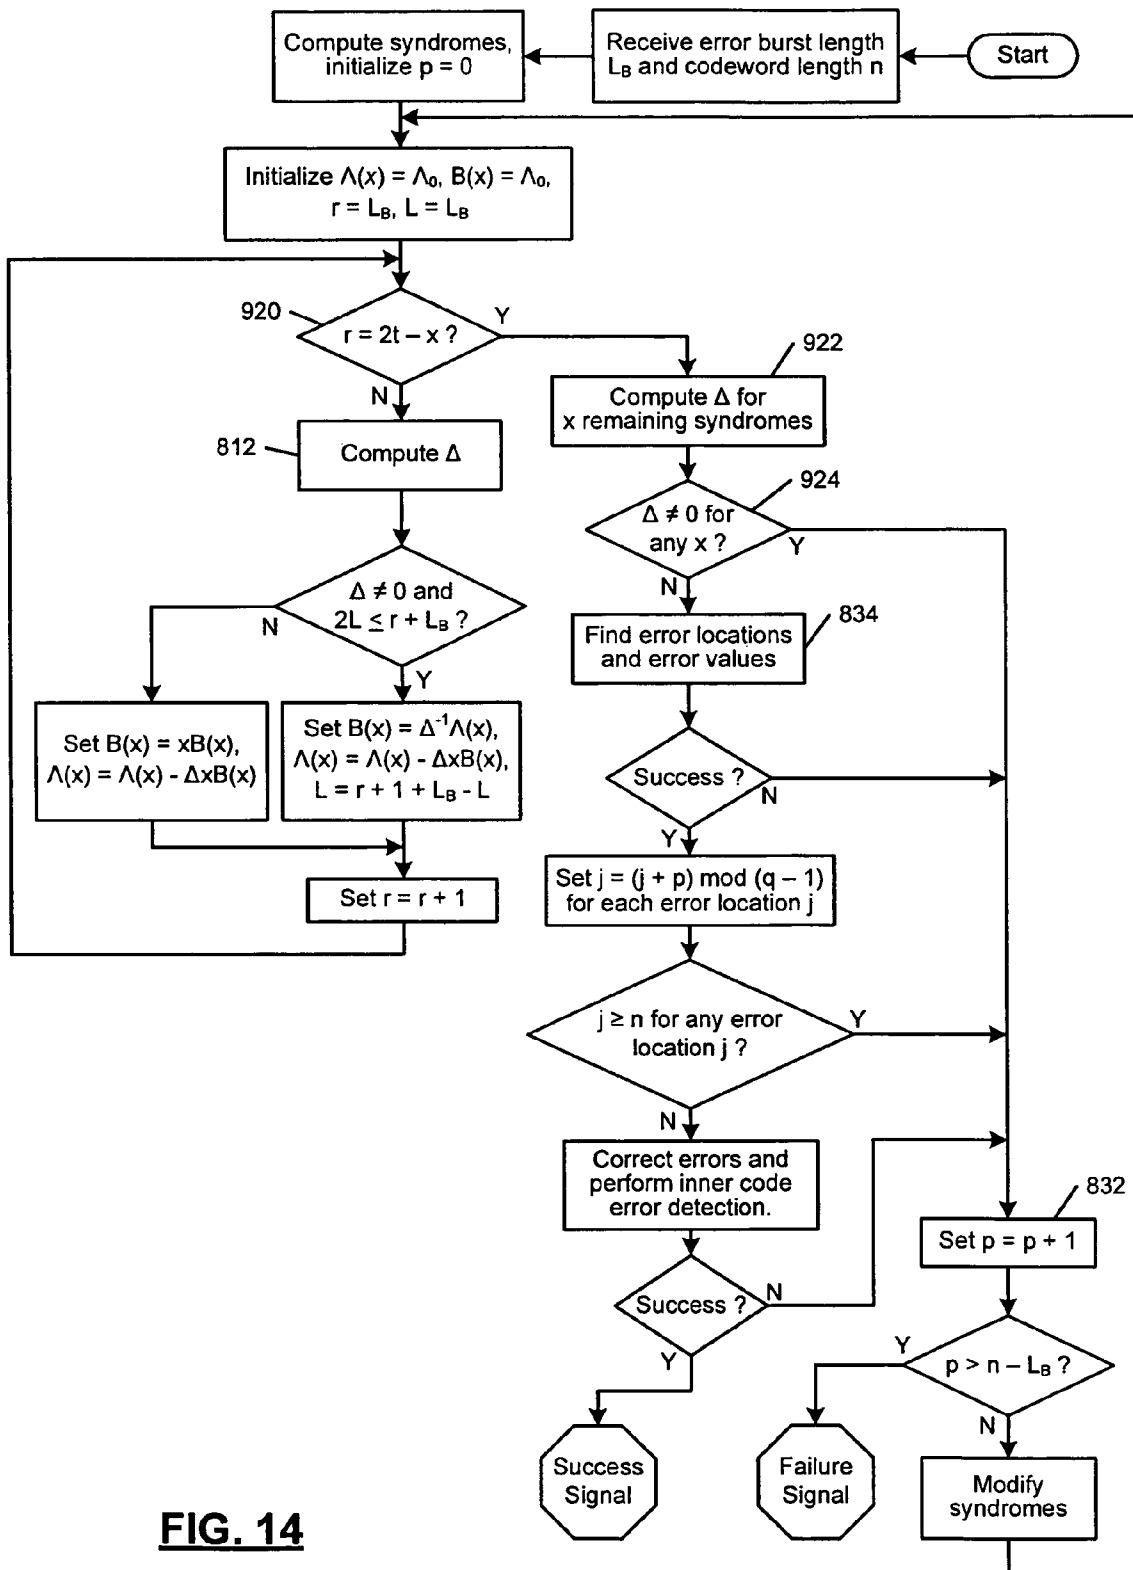 Compute syndromes,
initialize p = 0
Receive error burst length
L_B and codeword length n
Start
Initialize Λ(x) = Λ₀, B(x) = Λ₀,
r = L_B, L = L_B
920
r = 2t – x ?
Y
N
922
Compute Δ for
x remaining syndromes
812
Compute Δ
924
Δ ≠ 0 for
any x ?
Y
N
Δ ≠ 0 and
2L ≤ r + L_B ?
N
Y
834
Find error locations
and error values
Set B(x) = xB(x),
Λ(x) = Λ(x) - ΔxB(x)
Set B(x) = Δ⁻¹Λ(x),
Λ(x) = Λ(x) - ΔxB(x),
L = r + 1 + L_B - L
Success ?
N
Y
Set r = r + 1
Set j = (j + p) mod (q – 1)
for each error location j
j ≥ n for any error
location j ?
Y
N
Correct errors and
perform inner code
error detection.
832
Set p = p + 1
Success ?
N
Y
p > n – L_B ?
Y
N
Success
Signal
Failure
Signal
Modify
syndromes
FIG. 14